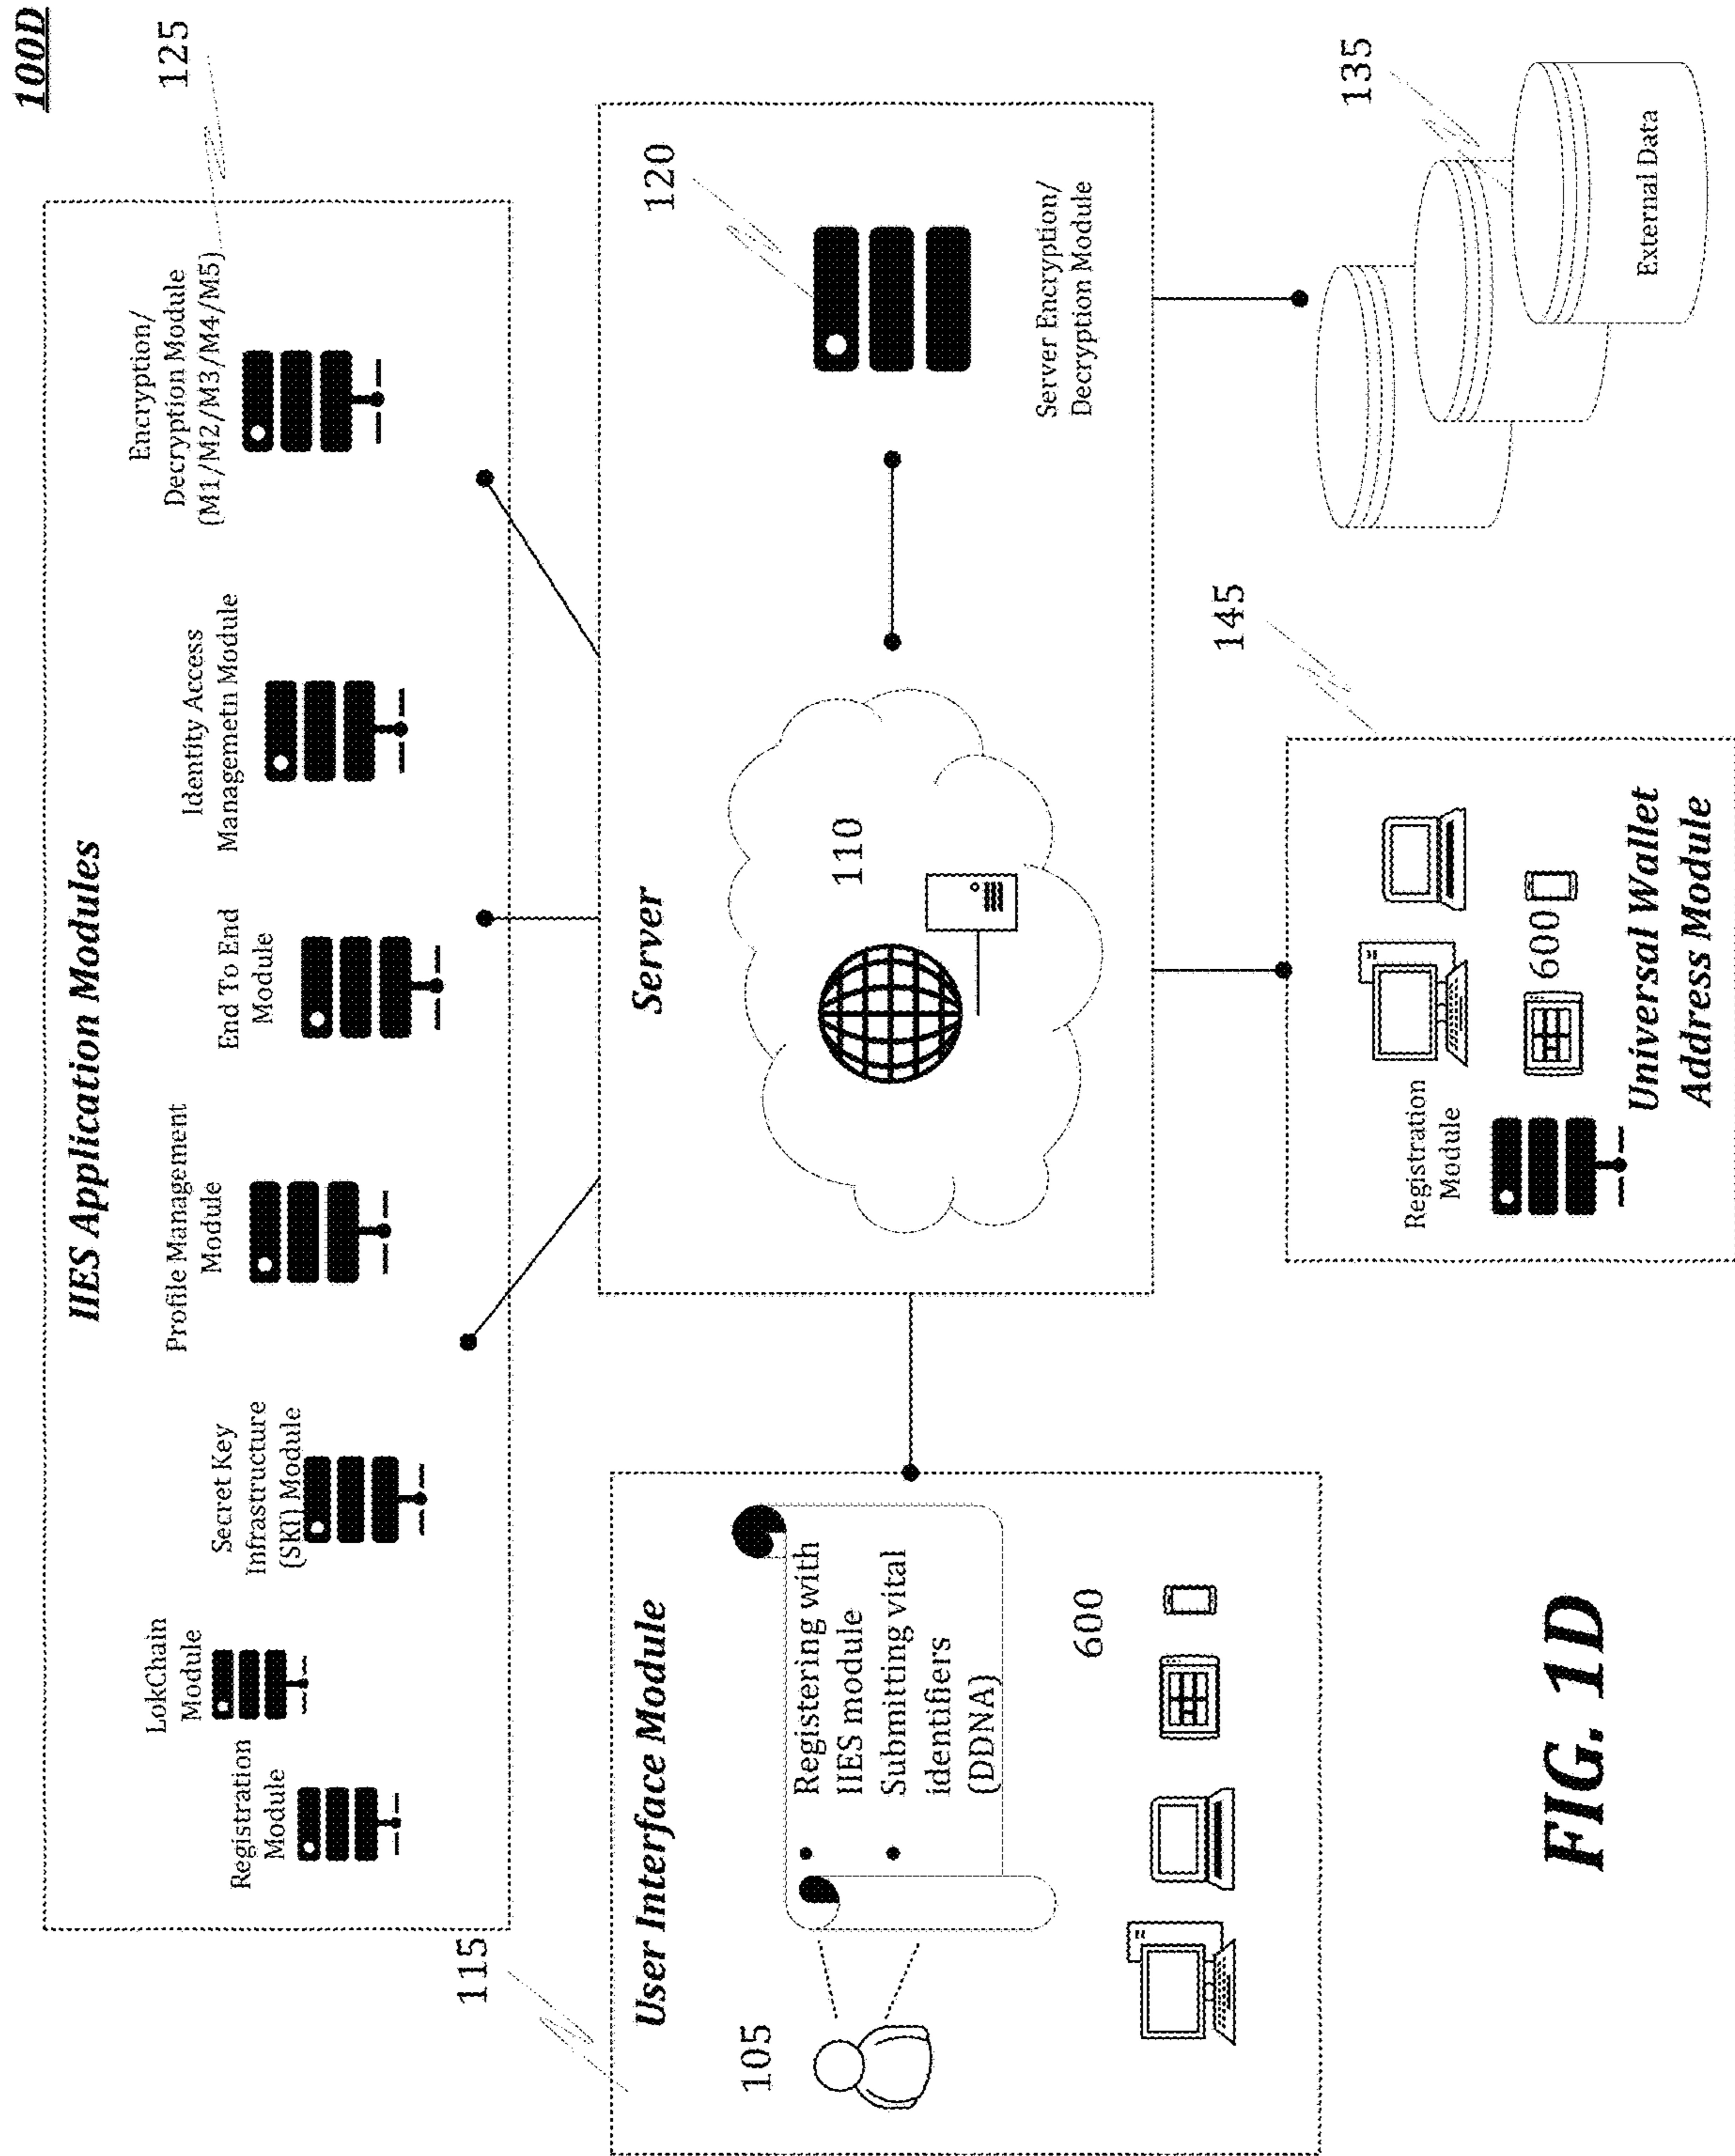 100D
IIES Application Modules
125
Registration
Module
LokChain
Module
Secret Key
Infrastructure
(SKI) Module
Profile Management
Module
End To End
Module
Identity Access
Managemetn Module
Encryption/
Decryption Module
(M1/M2/M3/M4/M5)
115
User Interface Module
105
• Registering with
IIES module
• Submitting vital
identifiers
(DDNA)
600
Server
110
120
Server Encryption/
Decryption Module
145
Registration
Module
600
Universal Wallet
Address Module
135
External Data
FIG. 1D